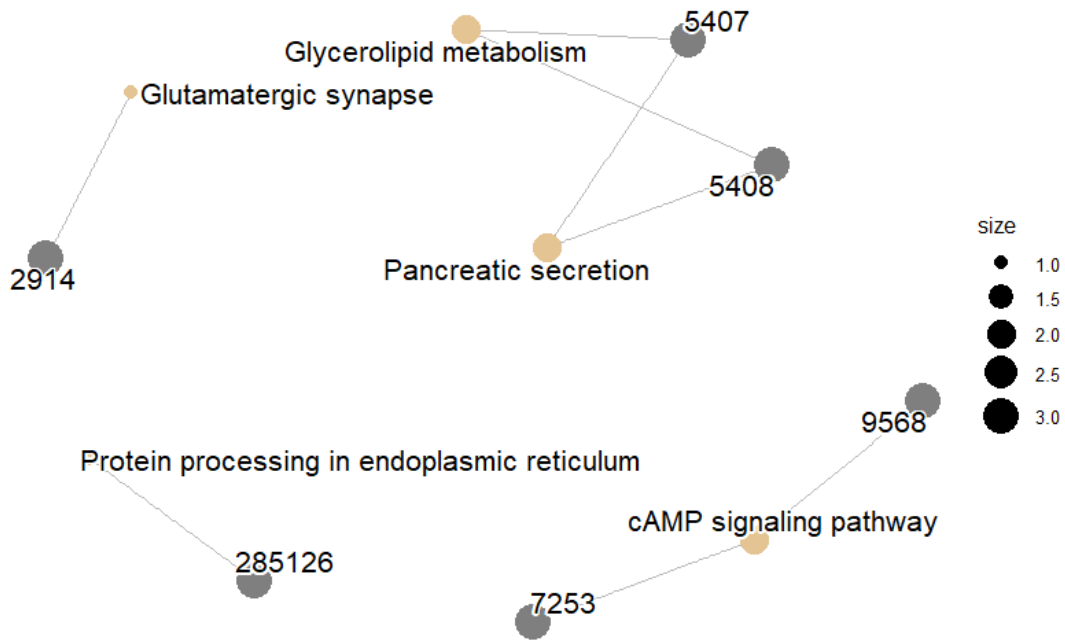 5407
Glycerolipid metabolism
Glutamatergic synapse
5408
2914
Pancreatic secretion
size
1.0
1.5
2.0
2.5
3.0
9568
Protein processing in endoplasmic reticulum
cAMP signaling pathway
285126
7253